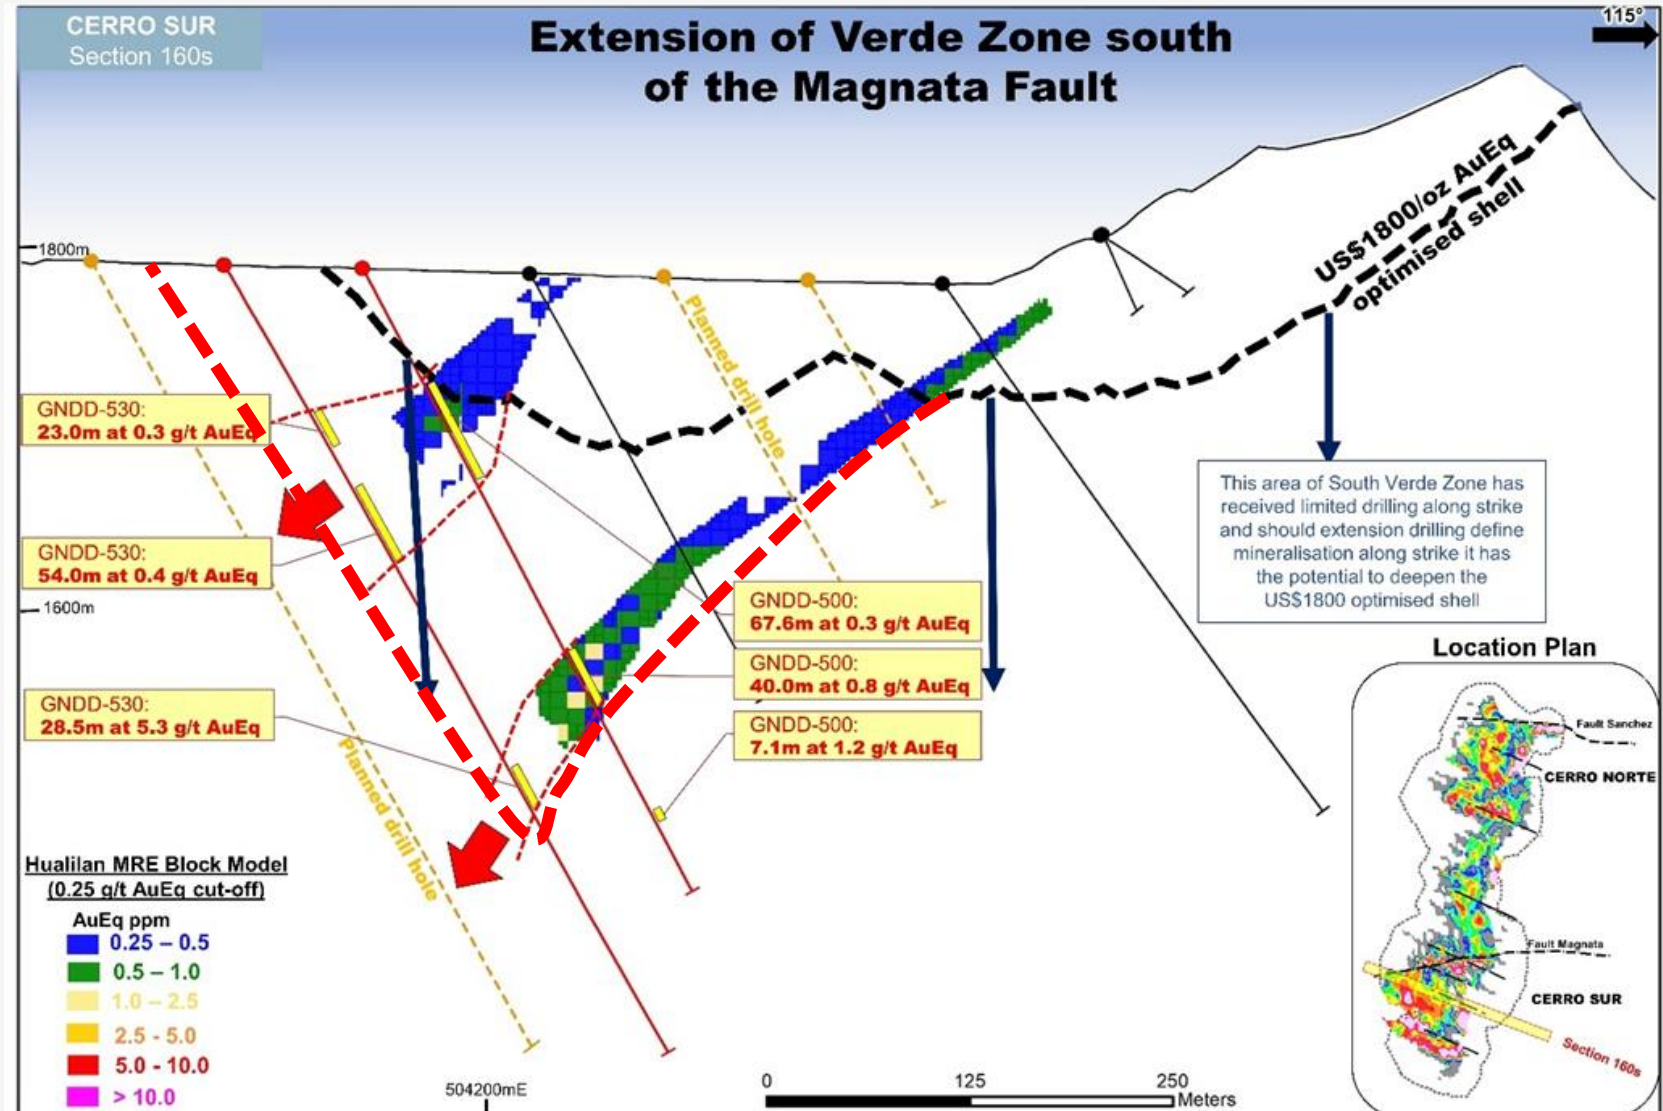 CERRO SUR
Section 160s
Extension of Verde Zone south
of the Magnata Fault
115°
1800m
US$1800/oz AuEq
optimised shell
Planned drill hole
GNDD-530:
23.0m at 0.3 g/t AuEq
GNDD-530:
54.0m at 0.4 g/t AuEq
1600m
GNDD-500:
67.6m at 0.3 g/t AuEq
GNDD-500:
40.0m at 0.8 g/t AuEq
GNDD-500:
7.1m at 1.2 g/t AuEq
GNDD-530:
28.5m at 5.3 g/t AuEq
Planned drill hole
This area of South Verde Zone has
received limited drilling along strike
and should extension drilling define
mineralisation along strike it has
the potential to deepen the
US$1800 optimised shell
Location Plan
Fault Sanchez
CERRO NORTE
Fault Magnata
CERRO SUR
Section 160s
Hualilan MRE Block Model
(0.25 g/t AuEq cut-off)
AuEq ppm
0.25 – 0.5
0.5 – 1.0
1.0 – 2.5
2.5 - 5.0
5.0 - 10.0
> 10.0
504200mE
0 125 250
Meters